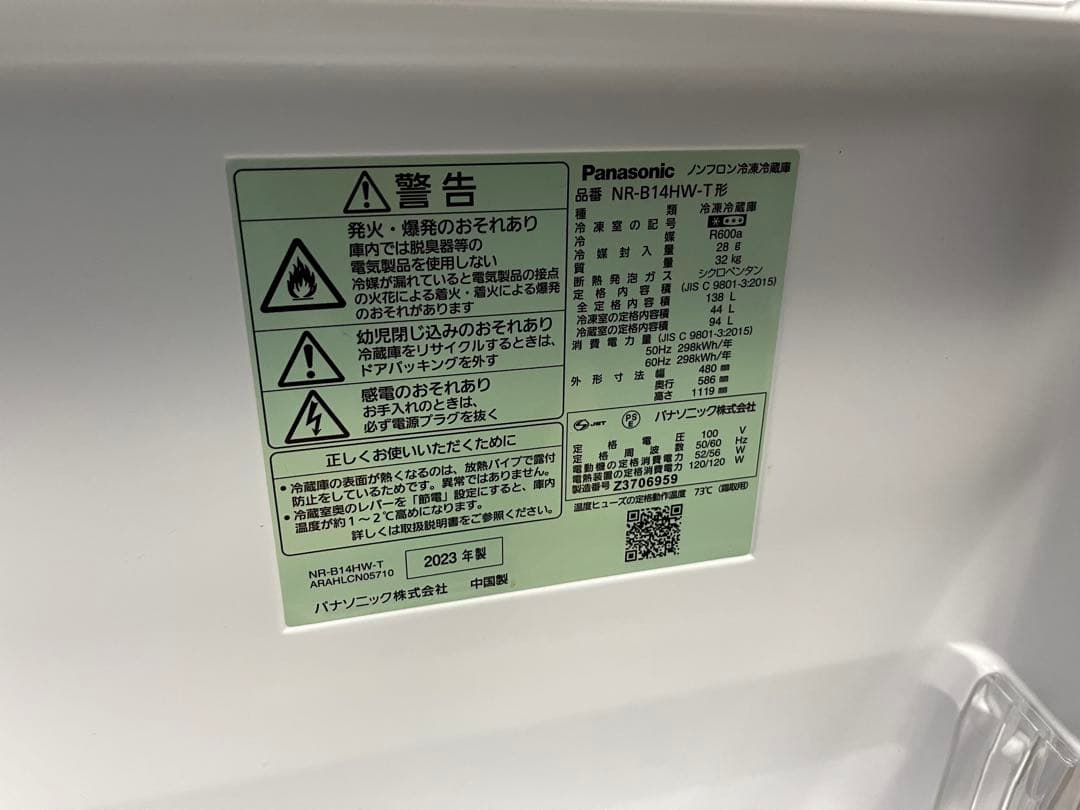 警告
発火・爆発のおそれあり
庫内では脱臭器等の
電気製品を使用しない
冷媒が漏れていると電気製品の接点
の火花による着火・着火による爆発
のおそれがあります
幼児閉じ込みのおそれあり
冷蔵庫をリサイクルするときは、
ドアパッキングを外す
感電のおそれあり
お手入れのときは、
必ず電源プラグを抜く
正しくお使いいただくために
・冷蔵庫の表面が熱くなるのは、放熱パイプで露付
防止をしているためです。異常ではありません。
・冷蔵室奥のレバーを「節電」設定にすると、庫内
温度が約1～2℃高めになります。
詳しくは取扱説明書をご参照ください。
NR-B14HW-T
ARAHLCN05710
2023年製
パナソニック株式会社 中国製
Panasonic ノンフロン冷凍冷蔵庫
品番 NR-B14HW-T形
種類 冷凍冷蔵庫
冷凍室の記号
冷媒 R600a
冷媒封入量 28 g
質量 32 kg
断熱発泡ガス シクロペンタン
定格内容積 (JIS C 9801-3:2015)
全定格内容積 138 L
冷凍室の定格内容積 44 L
冷蔵室の定格内容積 94 L
消費電力量 (JIS C 9801-3:2015)
50Hz 298kWh/年
60Hz 298kWh/年
外形寸法 幅 480 mm
奥行 586 mm
高さ 1119 mm
JET PS E パナソニック株式会社
定格電圧 100 V
定格周波数 50/60 Hz
電動機の定格消費電力 52/56 W
電熱装置の定格消費電力 120/120 W
製造番号 Z3706959
温度ヒューズの定格動作温度 73℃ (霜取用)